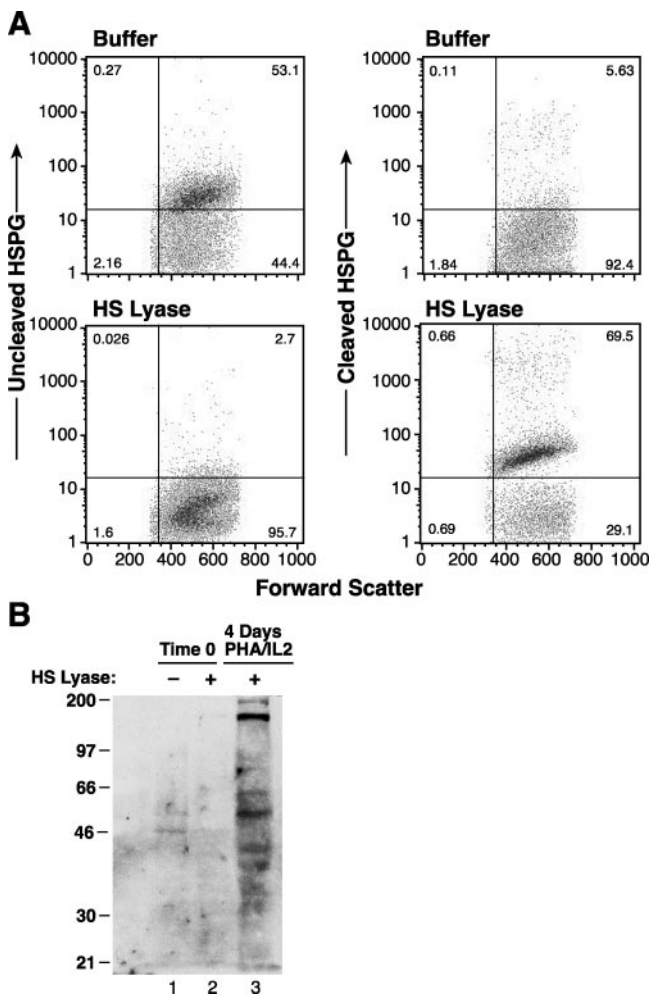 A
Buffer
Buffer
10000
0.27
53.1
10000
0.11
5.63
1000
1000
100
100
10
10
1
2.16
44.4
1
1.84
92.4
Uncleaved HSPG
Cleaved HSPG
HS Lyase
HS Lyase
10000
0.026
2.7
10000
0.66
69.5
1000
1000
100
100
10
10
1
1.6
95.7
1
0.69
29.1
0 200 400 600 800 1000
0 200 400 600 800 1000
Forward Scatter
B
4 Days
Time 0 PHA/IL2
HS Lyase: – + +
200
97
66
46
30
21
1 2 3